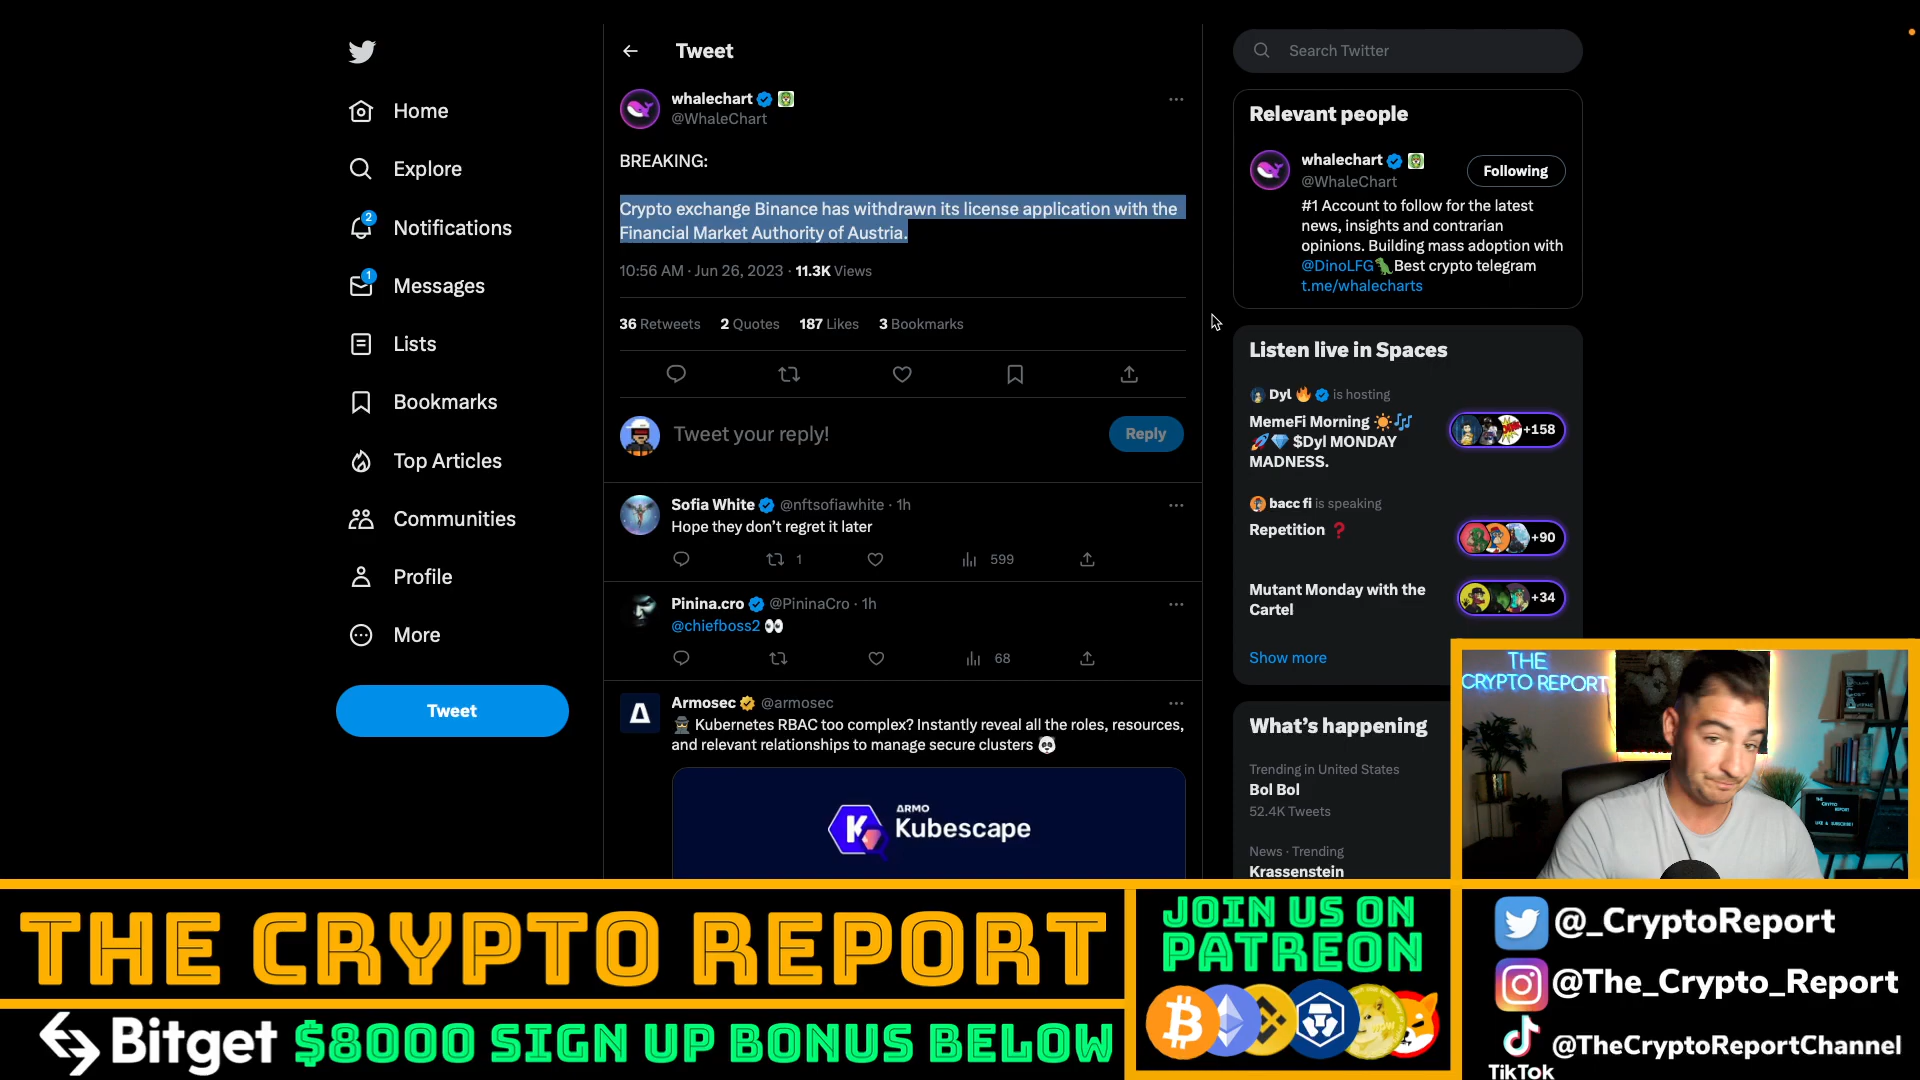 Home
Explore
2
Notifications
1
Messages
Lists
Bookmarks
Top Articles
Communities
Profile
More
Tweet
Tweet
whalechart
@WhaleChart
BREAKING:
Crypto exchange Binance has withdrawn its license application with the
Financial Market Authority of Austria.
10:56 AM · Jun 26, 2023 · 11.3K Views
36 Retweets 2 Quotes 187 Likes 3 Bookmarks
Tweet your reply!
Reply
Sofia White @nftsofiawhite · 1h
Hope they don't regret it later
1 599
Pinina.cro @PininaCro · 1h
@chiefboss2 👀
68
Armosec @armosec
Kubernetes RBAC too complex? Instantly reveal all the roles, resources,
and relevant relationships to manage secure clusters 🐼
ARMO
Kubescape
Search Twitter
Relevant people
whalechart
@WhaleChart
Following
#1 Account to follow for the latest
news, insights and contrarian
opinions. Building mass adoption with
@DinoLFG🦖Best crypto telegram
t.me/whalecharts
Listen live in Spaces
Dyl 🔥 is hosting
MemeFi Morning ☀️🎶
🚀💎 $Dyl MONDAY
MADNESS.
+158
bacc fi is speaking
Repetition ❓
+90
Mutant Monday with the
Cartel
+34
Show more
What's happening
Trending in United States
Bol Bol
52.4K Tweets
News · Trending
Krassenstein
THE
CRYPTO REPORT
THE CRYPTO REPORT
Bitget $8000 SIGN UP BONUS BELOW
JOIN US ON
PATREON
@_CryptoReport
@The_Crypto_Report
@TheCryptoReportChannel
TikTok